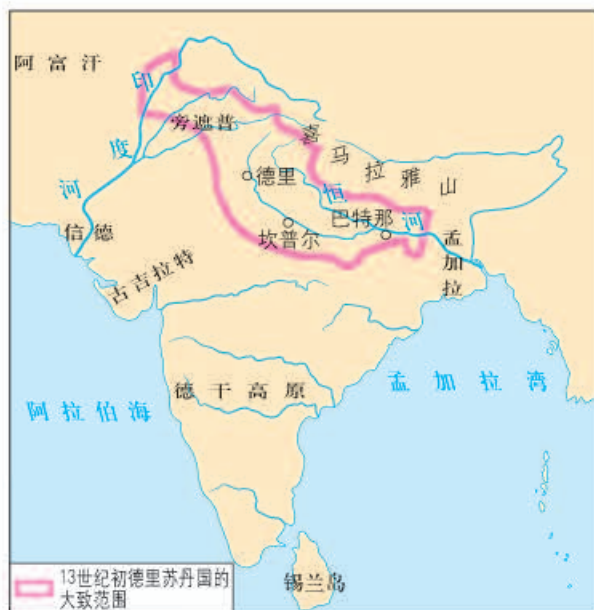 阿富汗
印度河
旁遮普
喜马拉雅山
德里
恒河
巴特那
坎普尔
孟加拉
信德
古吉拉特
德干高原
阿拉伯海
孟加拉湾
锡兰岛
13世纪初德里苏丹国的
大致范围